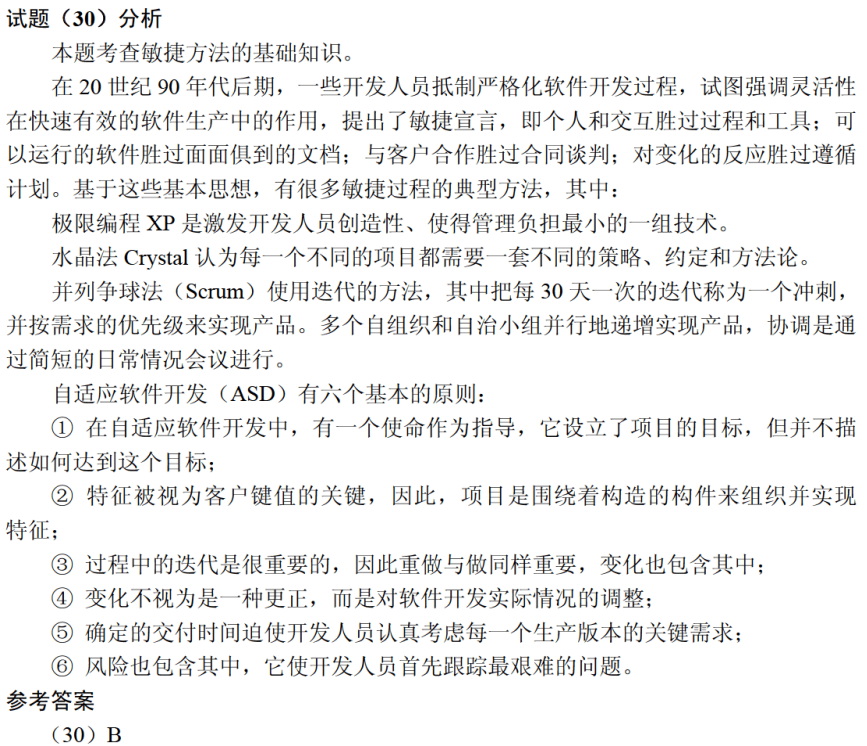 试题（30）分析
本题考查敏捷方法的基础知识。
在 20 世纪 90 年代后期，一些开发人员抵制严格化软件开发过程，试图强调灵活性
在快速有效的软件生产中的作用，提出了敏捷宣言，即个人和交互胜过过程和工具；可
以运行的软件胜过面面俱到的文档；与客户合作胜过合同谈判；对变化的反应胜过遵循
计划。基于这些基本思想，有很多敏捷过程的典型方法，其中：
极限编程 XP 是激发开发人员创造性、使得管理负担最小的一组技术。
水晶法 Crystal 认为每一个不同的项目都需要一套不同的策略、约定和方法论。
并列争球法（Scrum）使用迭代的方法，其中把每 30 天一次的迭代称为一个冲刺，
并按需求的优先级来实现产品。多个自组织和自治小组并行地递增实现产品，协调是通
过简短的日常情况会议进行。
自适应软件开发（ASD）有六个基本的原则：
① 在自适应软件开发中，有一个使命作为指导，它设立了项目的目标，但并不描
述如何达到这个目标；
② 特征被视为客户键值的关键，因此，项目是围绕着构造的构件来组织并实现
特征；
③ 过程中的迭代是很重要的，因此重做与做同样重要，变化也包含其中；
④ 变化不视为是一种更正，而是对软件开发实际情况的调整；
⑤ 确定的交付时间迫使开发人员认真考虑每一个生产版本的关键需求；
⑥ 风险也包含其中，它使开发人员首先跟踪最艰难的问题。
参考答案
（30）B